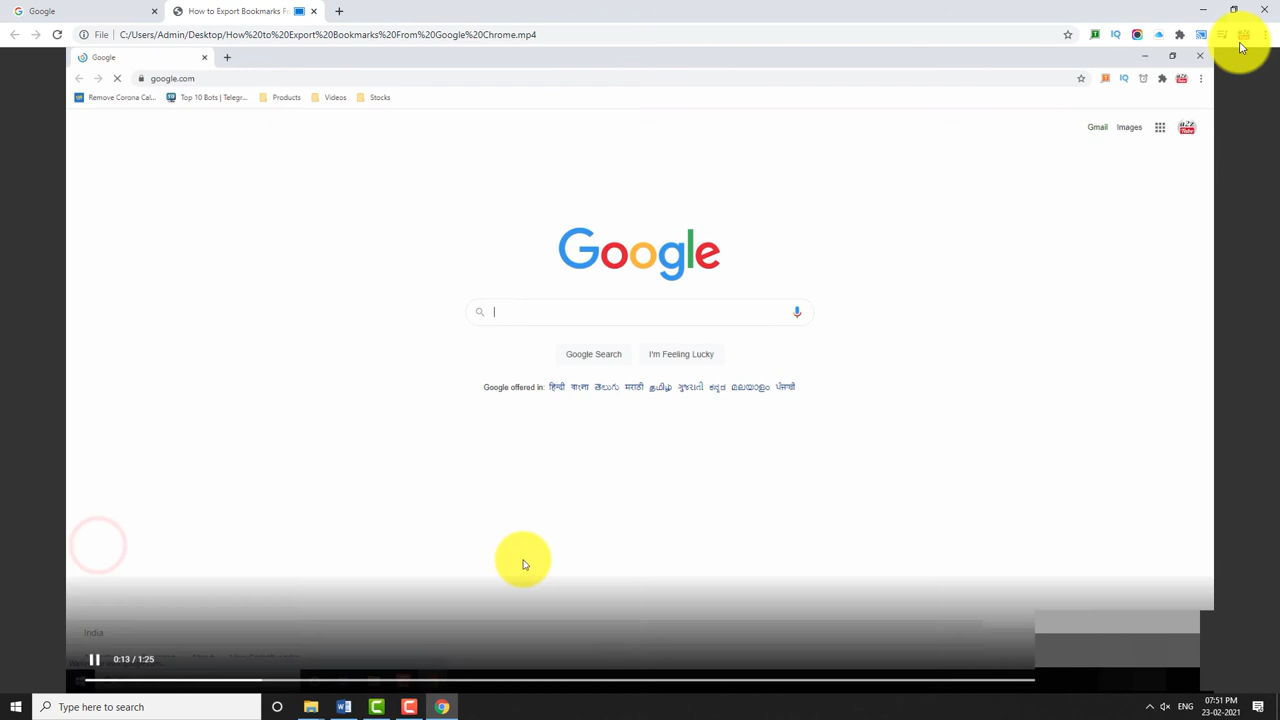 Google
How to Export Bookmarks Fr
File C:/Users/Admin/Desktop/How%20to%20Export%20Bookmarks%20From%20Google%20Chrome.mp4
IQ
Google
google.com
IQ
Remove Corona Cal...
Top 10 Bots | Telegr...
Products
Videos
Stocks
Gmail
Images
Google
Google Search
I'm Feeling Lucky
Google offered in: हिन्दी বাংলা తెలుగు मराठी தமிழ் ગુજરાતી ಕನ್ನಡ മലയാളം ਪੰਜਾਬੀ
India
0:13 / 1:25
Type here to search
ENG
07:51 PM
23-02-2021